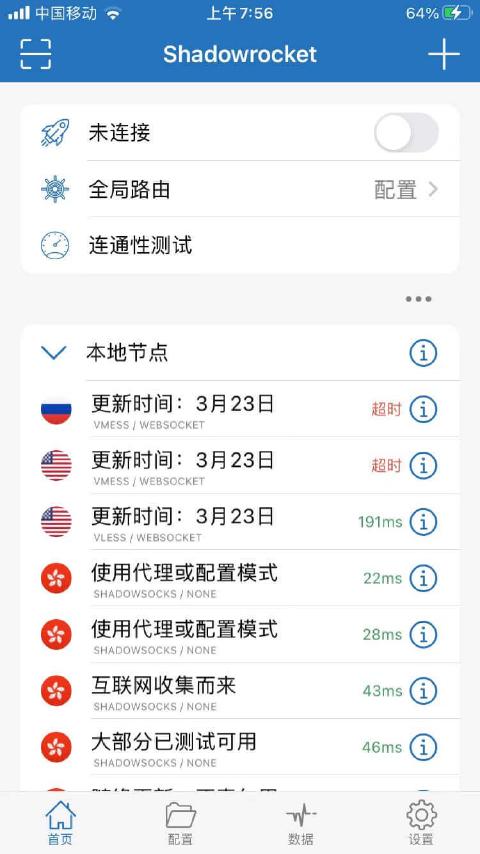 中国移动
上午7:56
64%
Shadowrocket
未连接
全局路由
配置
连通性测试
本地节点
更新时间：3月23日
超时
VMESS / WEBSOCKET
更新时间：3月23日
超时
VMESS / WEBSOCKET
更新时间：3月23日
191ms
VLESS / WEBSOCKET
使用代理或配置模式
22ms
SHADOWSOCKS / NONE
使用代理或配置模式
28ms
SHADOWSOCKS / NONE
互联网收集而来
43ms
SHADOWSOCKS / NONE
大部分已测试可用
46ms
SHADOWSOCKS / NONE
首页
配置
数据
设置